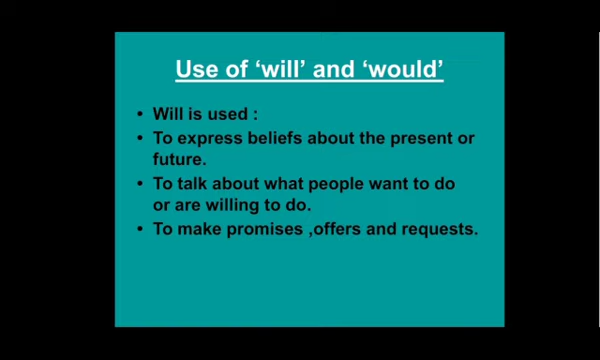 Use of ‘will’ and ‘would’
• Will is used :
• To express beliefs about the present or
future.
• To talk about what people want to do
or are willing to do.
• To make promises ,offers and requests.